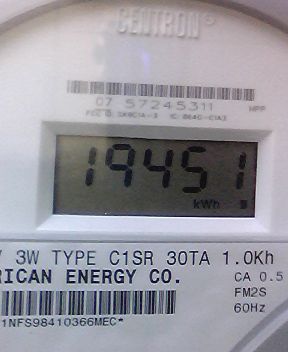 CENTRON®
07 57245311
19451
kWh
3W TYPE C1SR 30TA 1.0Kh
RICAN ENERGY CO.
CA 0.5
FM2S
60Hz
1NFS98410366MEC*